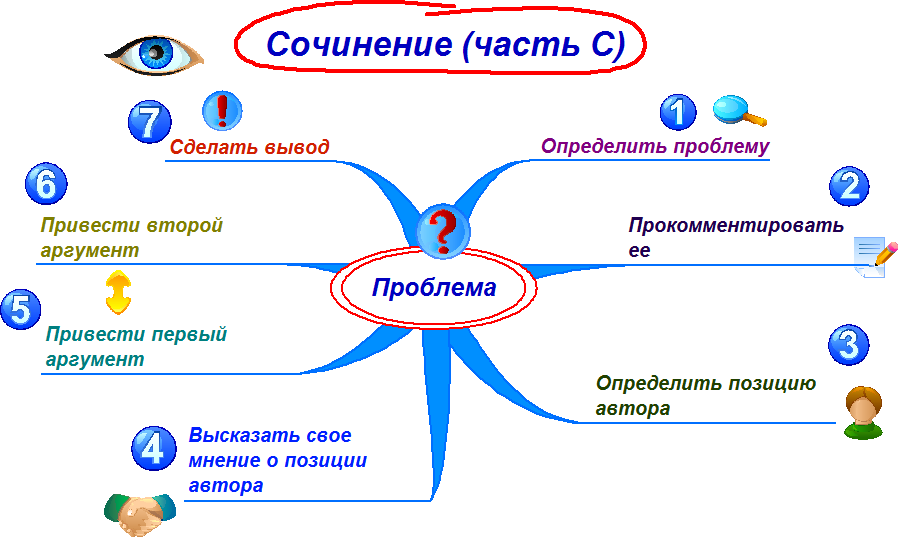 Сочинение (часть С)
1
Определить проблему
2
Прокомментировать
ее
3
Определить позицию
автора
4
Высказать свое
мнение о позиции
автора
5
Привести первый
аргумент
6
Привести второй
аргумент
7
!
Сделать вывод
?
Проблема